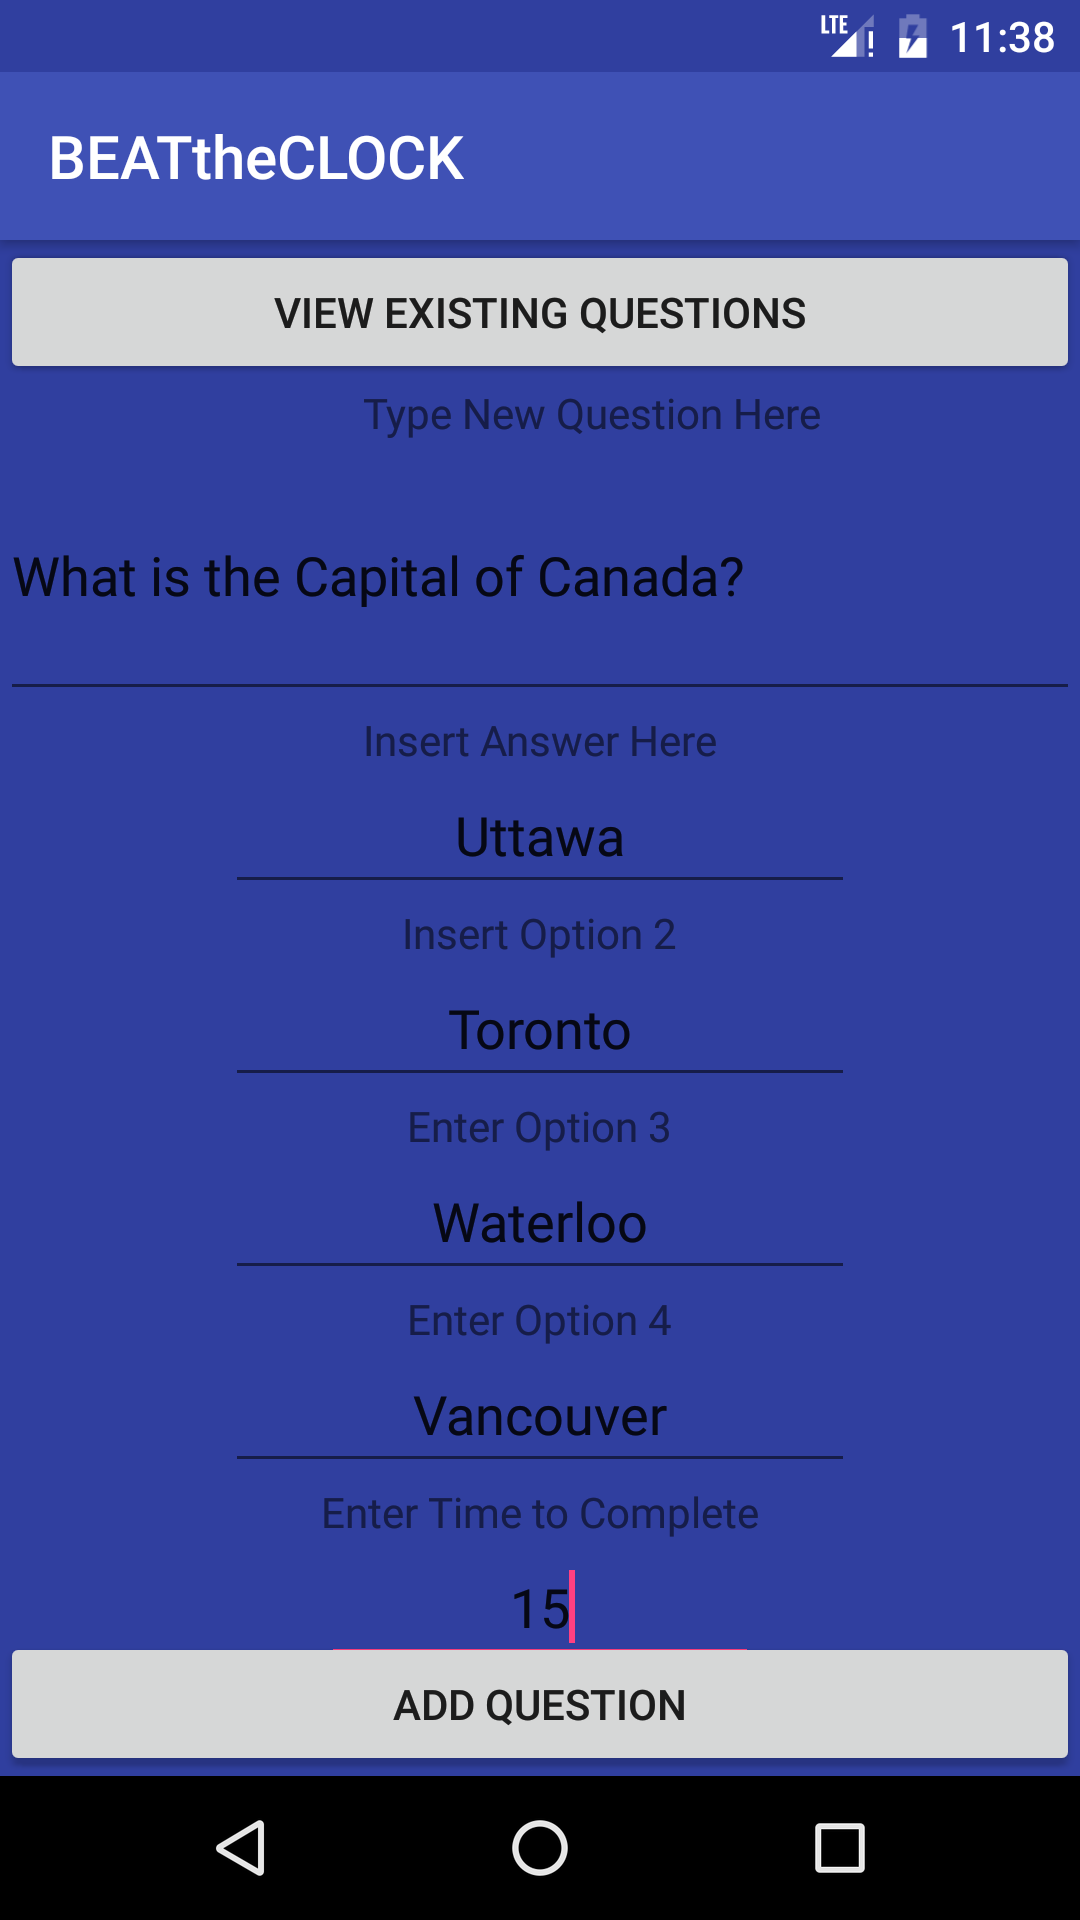 LTE 11:38
BEATtheCLOCK
VIEW EXISTING QUESTIONS
Type New Question Here
What is the Capital of Canada?
Insert Answer Here
Uttawa
Insert Option 2
Toronto
Enter Option 3
Waterloo
Enter Option 4
Vancouver
Enter Time to Complete
15
ADD QUESTION